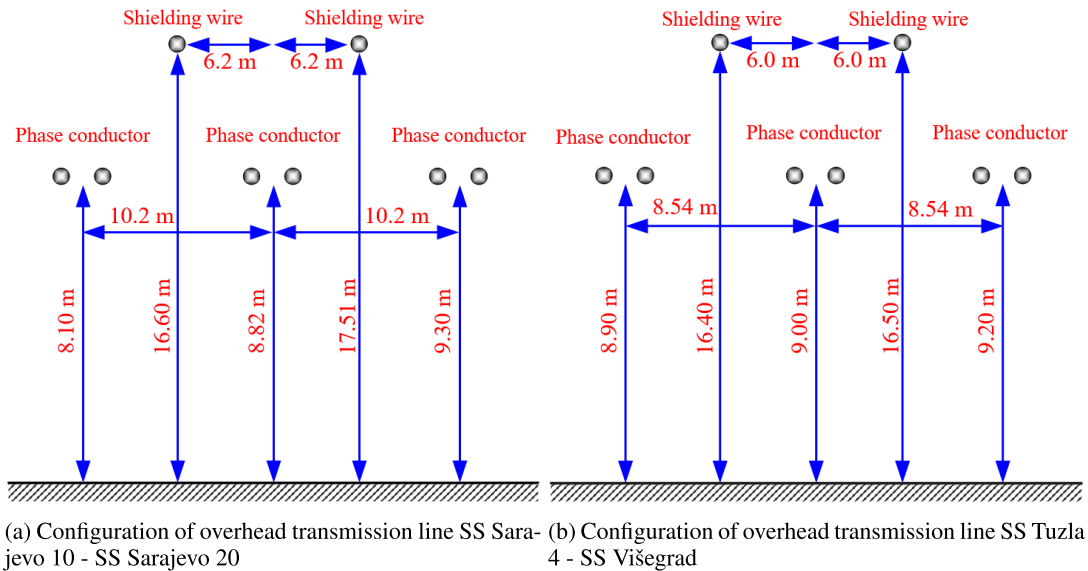 Shielding wire
Shielding wire
6.2 m
6.2 m
Phase conductor
Phase conductor
Phase conductor
10.2 m
10.2 m
8.10 m
16.60 m
8.82 m
17.51 m
9.30 m
(a) Configuration of overhead transmission line SS Sara-
jevo 10 - SS Sarajevo 20
Shielding wire
Shielding wire
6.0 m
6.0 m
Phase conductor
Phase conductor
Phase conductor
8.54 m
8.54 m
8.90 m
16.40 m
9.00 m
16.50 m
9.20 m
(b) Configuration of overhead transmission line SS Tuzla
4 - SS Višegrad